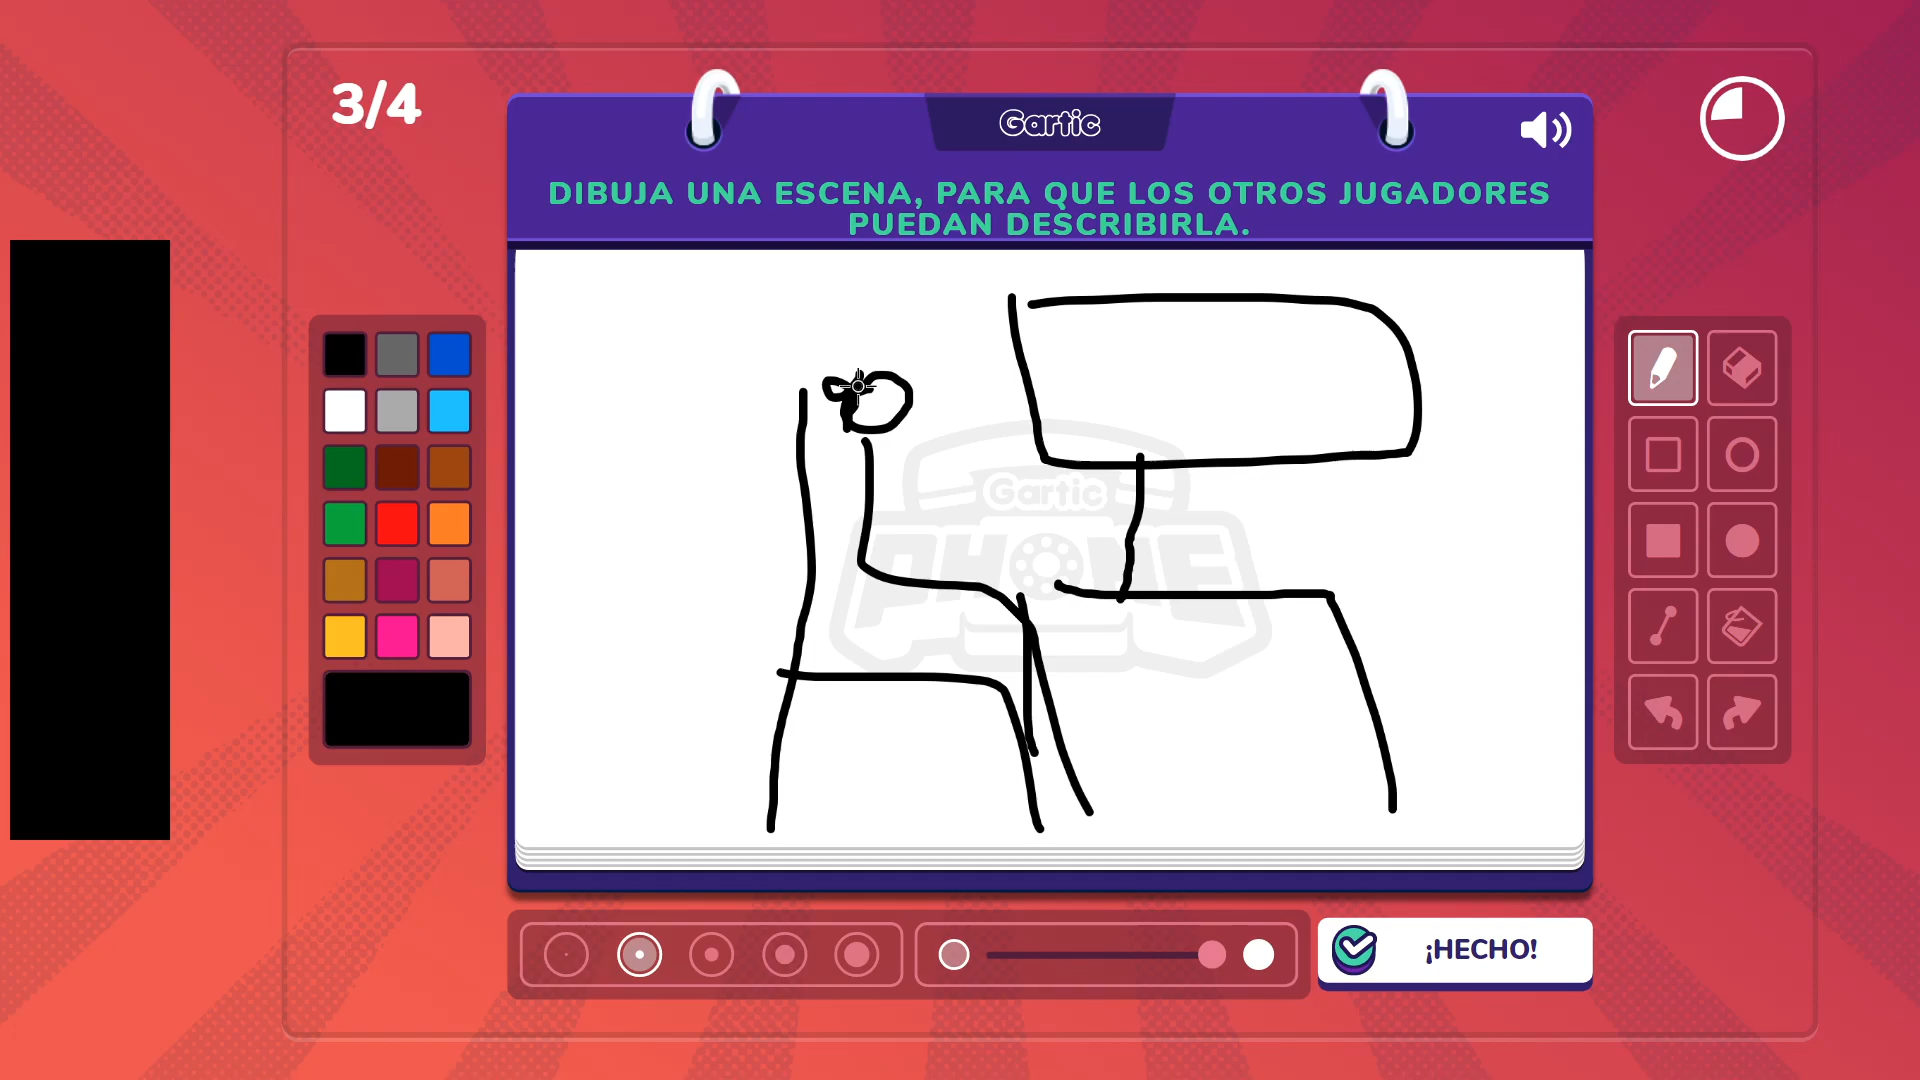 3/4
Gartic
DIBUJA UNA ESCENA, PARA QUE LOS OTROS JUGADORES
PUEDAN DESCRIBIRLA.
Gartic
PHONE
¡HECHO!